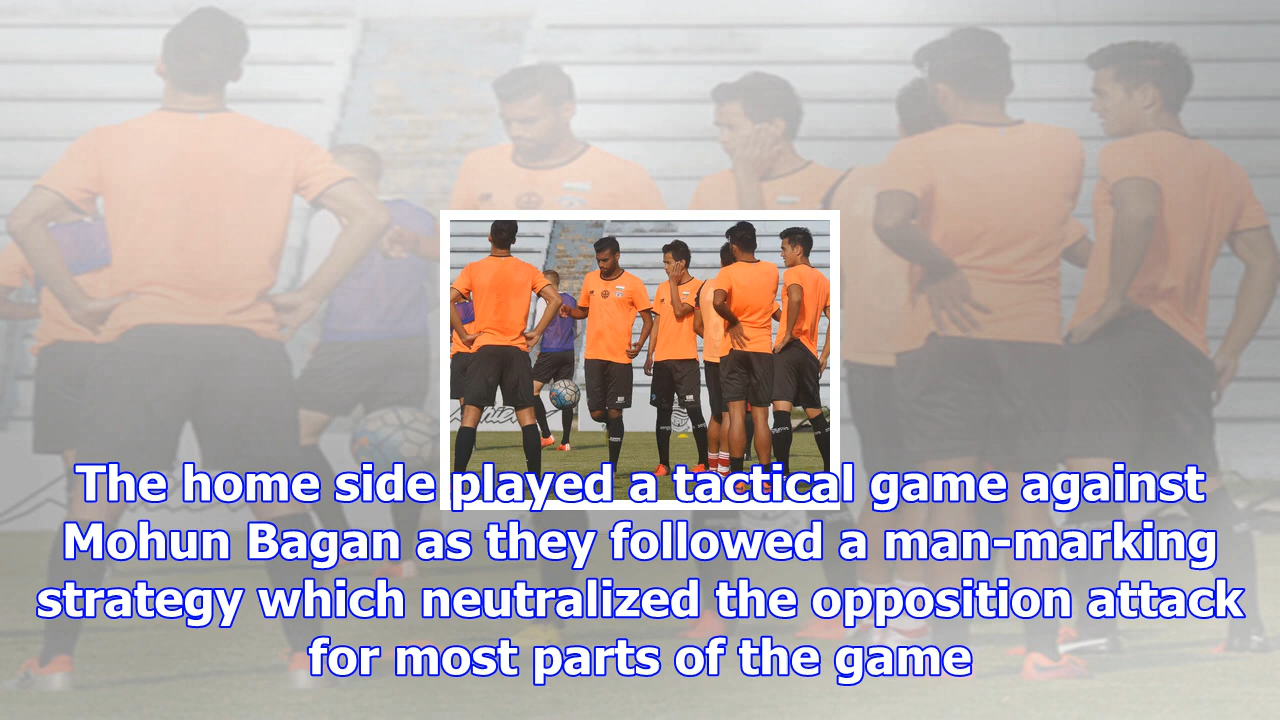 The home side played a tactical game against
Mohun Bagan as they followed a man-marking
strategy which neutralized the opposition attack
for most parts of the game